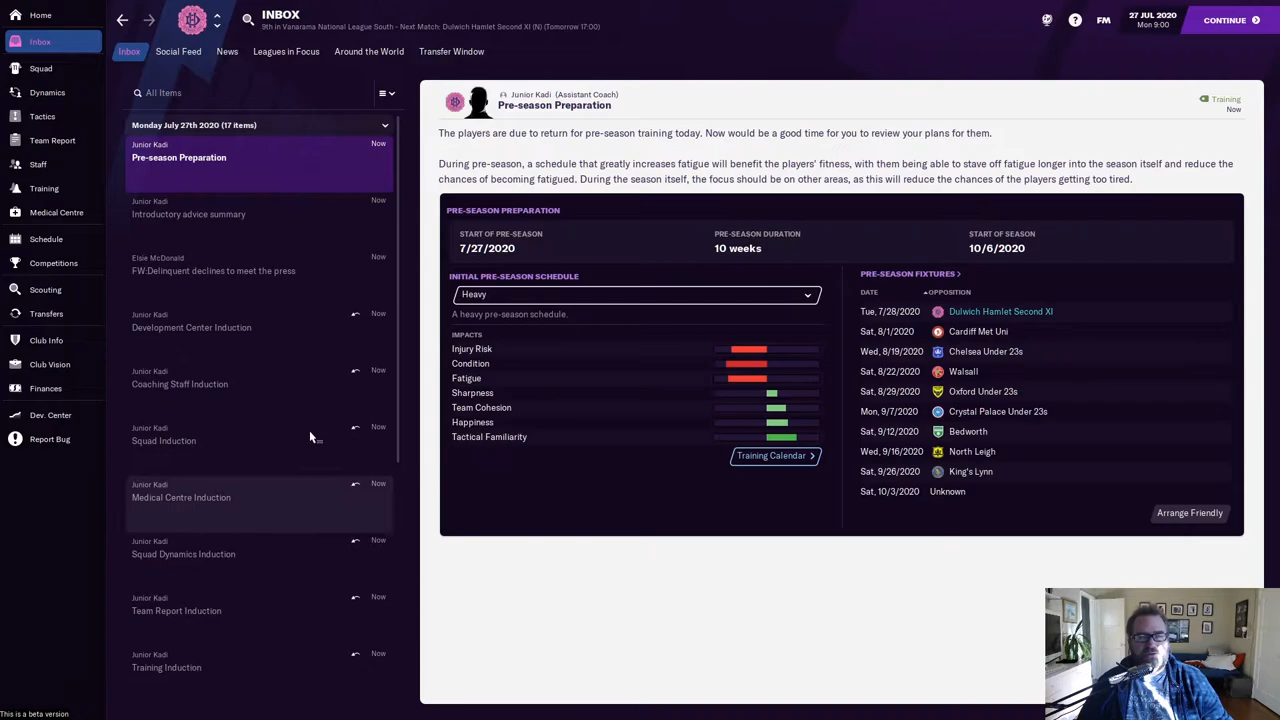 Home
Inbox
Squad
Dynamics
Tactics
Team Report
Staff
Training
Medical Centre
Schedule
Competitions
Scouting
Transfers
Club Info
Club Vision
Finances
Dev. Center
Report Bug
This is a beta version
INBOX
9th in Vanarama National League South - Next Match: Dulwich Hamlet Second XI (N) (Tomorrow 17:00)
FM
27 JUL 2020
Mon 9:00
CONTINUE
Inbox Social Feed News Leagues in Focus Around the World Transfer Window
All Items
Monday July 27th 2020 (17 items)
Junior Kadi Now
Pre-season Preparation
Junior Kadi Now
Introductory advice summary
Elsie McDonald Now
FW:Delinquent declines to meet the press
Junior Kadi Now
Development Center Induction
Junior Kadi Now
Coaching Staff Induction
Junior Kadi Now
Squad Induction
Junior Kadi Now
Medical Centre Induction
Junior Kadi Now
Squad Dynamics Induction
Junior Kadi Now
Team Report Induction
Junior Kadi Now
Training Induction
Junior Kadi (Assistant Coach)
Pre-season Preparation
Training
Now
The players are due to return for pre-season training today. Now would be a good time for you to review your plans for them.
During pre-season, a schedule that greatly increases fatigue will benefit the players' fitness, with them being able to stave off fatigue longer into the season itself and reduce the
chances of becoming fatigued. During the season itself, the focus should be on other areas, as this will reduce the chances of the players getting too tired.
PRE-SEASON PREPARATION
START OF PRE-SEASON PRE-SEASON DURATION START OF SEASON
7/27/2020 10 weeks 10/6/2020
INITIAL PRE-SEASON SCHEDULE
Heavy
A heavy pre-season schedule.
IMPACTS
Injury Risk
Condition
Fatigue
Sharpness
Team Cohesion
Happiness
Tactical Familiarity
Training Calendar
PRE-SEASON FIXTURES
DATE OPPOSITION
Tue, 7/28/2020 Dulwich Hamlet Second XI
Sat, 8/1/2020 Cardiff Met Uni
Wed, 8/19/2020 Chelsea Under 23s
Sat, 8/22/2020 Walsall
Sat, 8/29/2020 Oxford Under 23s
Mon, 9/7/2020 Crystal Palace Under 23s
Sat, 9/12/2020 Bedworth
Wed, 9/16/2020 North Leigh
Sat, 9/26/2020 King's Lynn
Sat, 10/3/2020 Unknown
Arrange Friendly